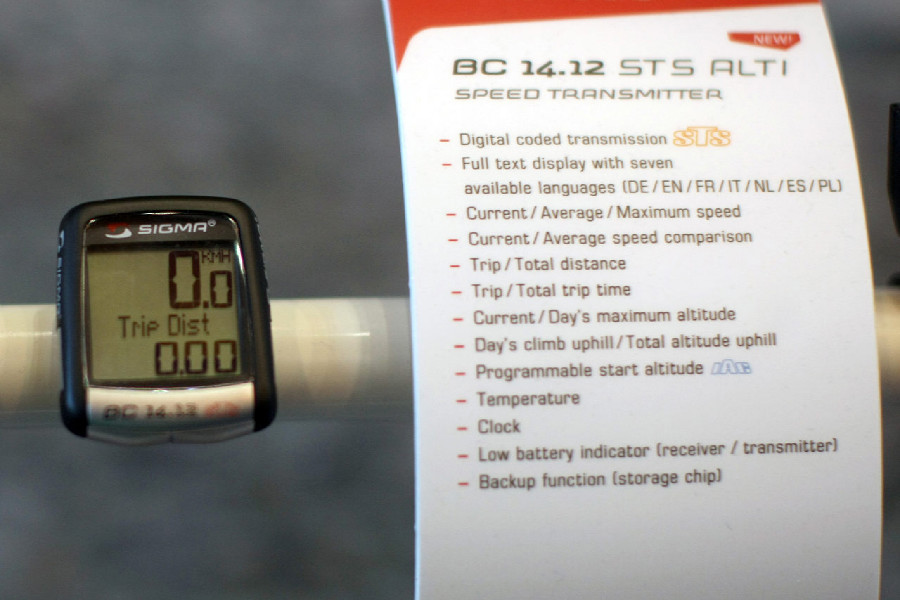 SIGMA®
KMH
0.0
Trip Dist
0.00
BC 14.12
NEW!
BC 14.12 STS ALTI
SPEED TRANSMITTER
– Digital coded transmission STS
– Full text display with seven
available languages (DE/EN/FR/IT/NL/ES/PL)
– Current/Average/Maximum speed
– Current/Average speed comparison
– Trip/Total distance
– Trip/Total trip time
– Current/Day's maximum altitude
– Day's climb uphill/Total altitude uphill
– Programmable start altitude IAC
– Temperature
– Clock
– Low battery indicator (receiver / transmitter)
– Backup function (storage chip)